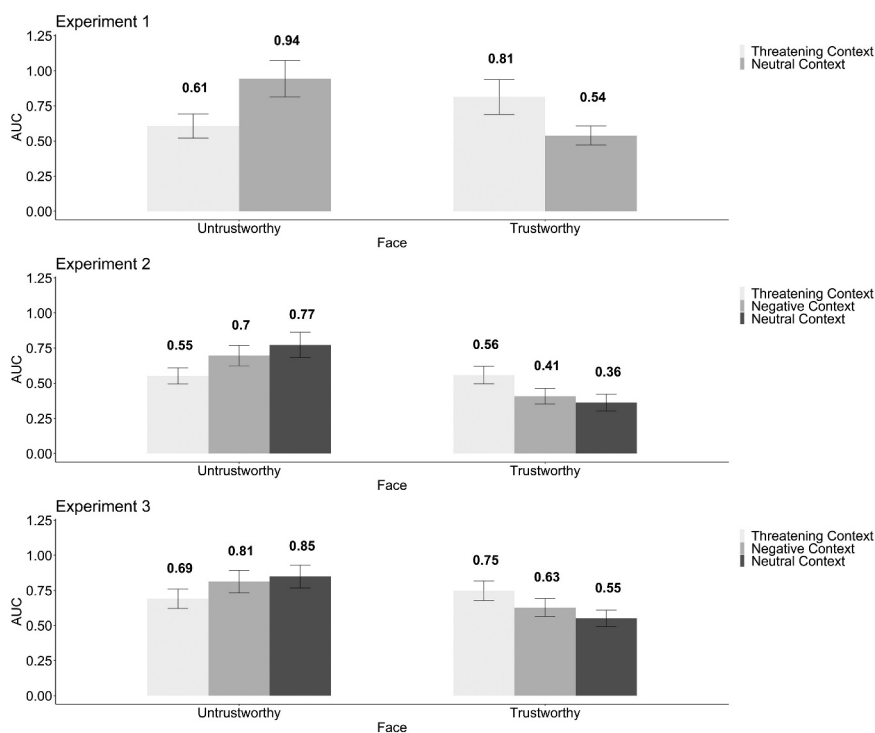 Experiment 1
1.25
1.00
0.75
0.50
0.25
0.00
AUC
0.61
0.94
0.81
0.54
Untrustworthy
Trustworthy
Face
Threatening Context
Neutral Context
Experiment 2
1.25
1.00
0.75
0.50
0.25
0.00
AUC
0.55
0.7
0.77
0.56
0.41
0.36
Untrustworthy
Trustworthy
Face
Threatening Context
Negative Context
Neutral Context
Experiment 3
1.25
1.00
0.75
0.50
0.25
0.00
AUC
0.69
0.81
0.85
0.75
0.63
0.55
Untrustworthy
Trustworthy
Face
Threatening Context
Negative Context
Neutral Context